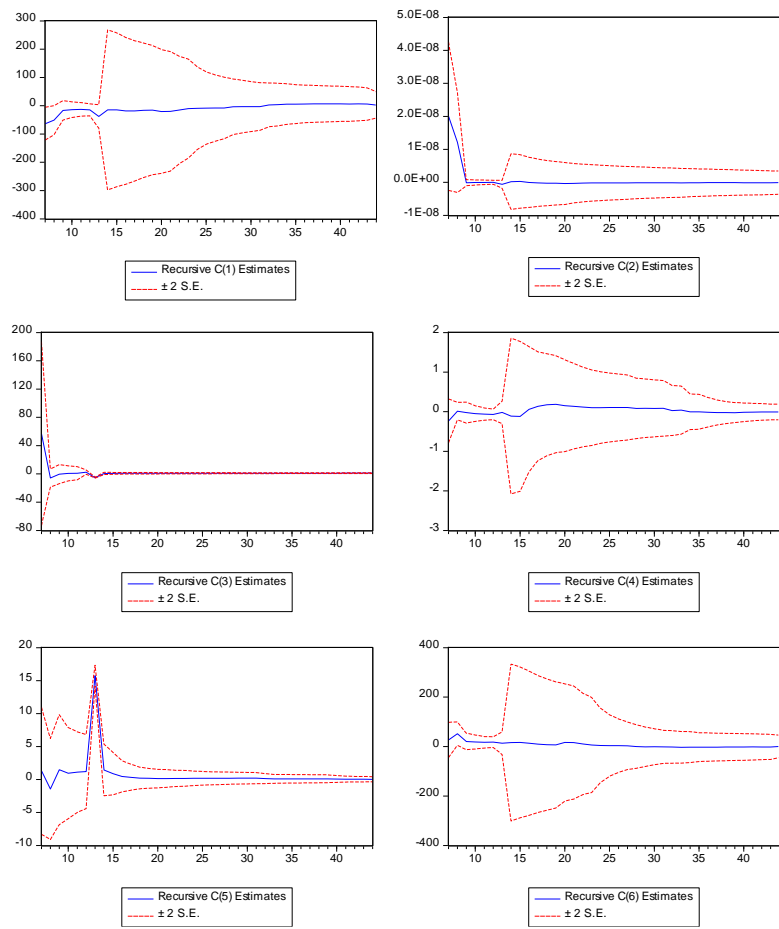 300
200
100
0
-100
-200
-300
-400
10 15 20 25 30 35 40
Recursive C(1) Estimates
± 2 S.E.
5.0E-08
4.0E-08
3.0E-08
2.0E-08
1.0E-08
0.0E+00
-1.0E-08
10 15 20 25 30 35 40
Recursive C(2) Estimates
± 2 S.E.
200
160
120
80
40
0
-40
-80
10 15 20 25 30 35 40
Recursive C(3) Estimates
± 2 S.E.
2
1
0
-1
-2
-3
10 15 20 25 30 35 40
Recursive C(4) Estimates
± 2 S.E.
20
15
10
5
0
-5
-10
10 15 20 25 30 35 40
Recursive C(5) Estimates
± 2 S.E.
400
200
0
-200
-400
10 15 20 25 30 35 40
Recursive C(6) Estimates
± 2 S.E.